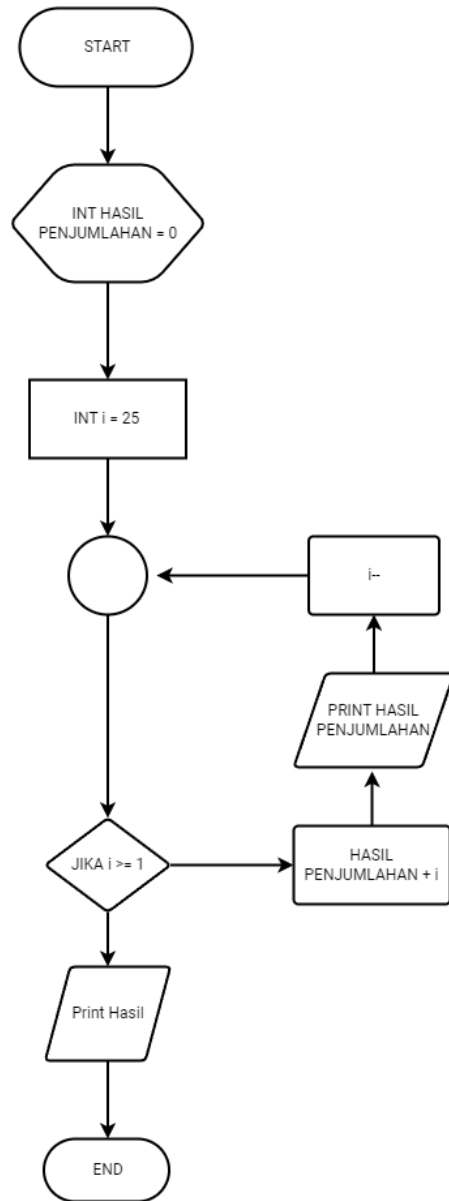 START
INT HASIL
PENJUMLAHAN = 0
INT i = 25
i--
PRINT HASIL
PENJUMLAHAN
JIKA i >= 1
HASIL
PENJUMLAHAN + i
Print Hasil
END